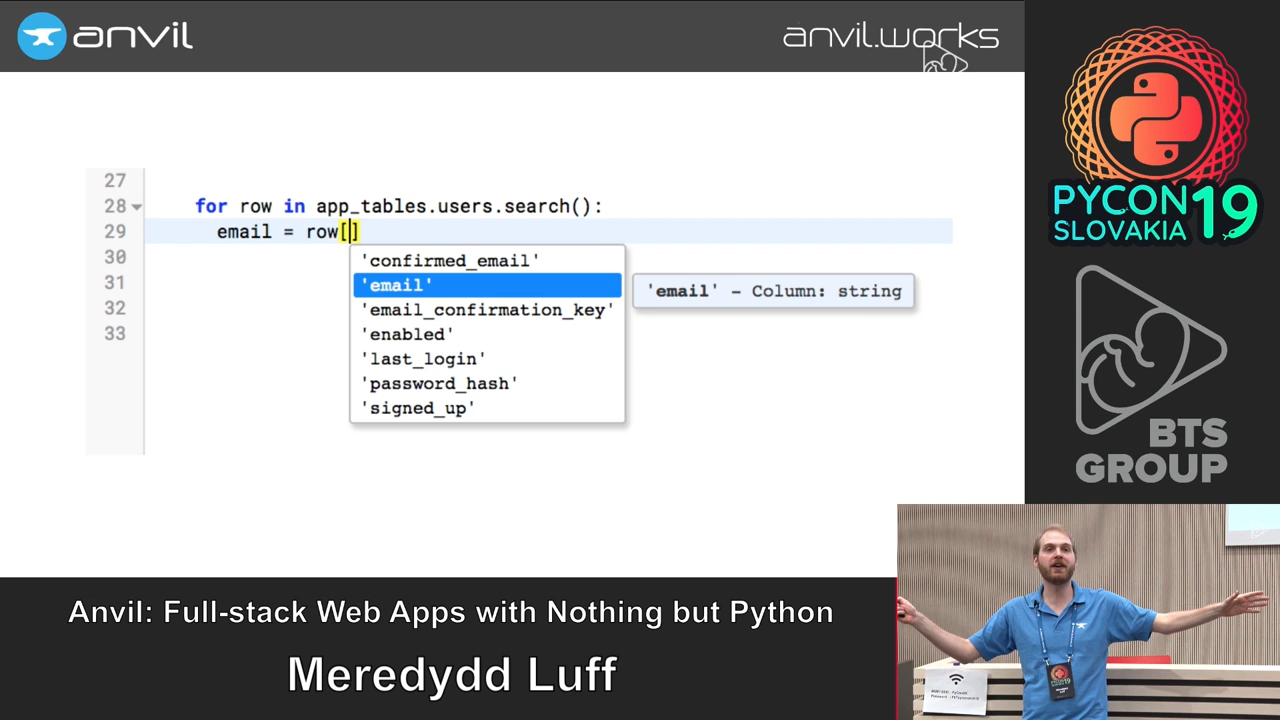 anvil
anvil.works
27
28 for row in app_tables.users.search():
29 email = row[]
30 'confirmed_email'
'email'
'email' – Column: string
31 'email_confirmation_key'
32 'enabled'
33 'last_login'
'password_hash'
'signed_up'
PYCON 19
SLOVAKIA
BTS
GROUP
Anvil: Full-stack Web Apps with Nothing but Python
Meredydd Luff